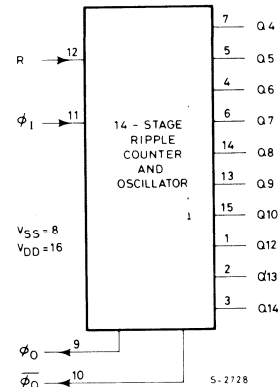 7 Q4
R 12
5 Q5
4 Q6
ϕI 11
6 Q7
14 - STAGE
RIPPLE
COUNTER
AND
OSCILLATOR
14 Q8
13 Q9
15 Q10
1
VSS = 8
VDD = 16
1 Q12
2 Q13
3 Q14
ϕO 9
ϕO̅ 10
S-2728